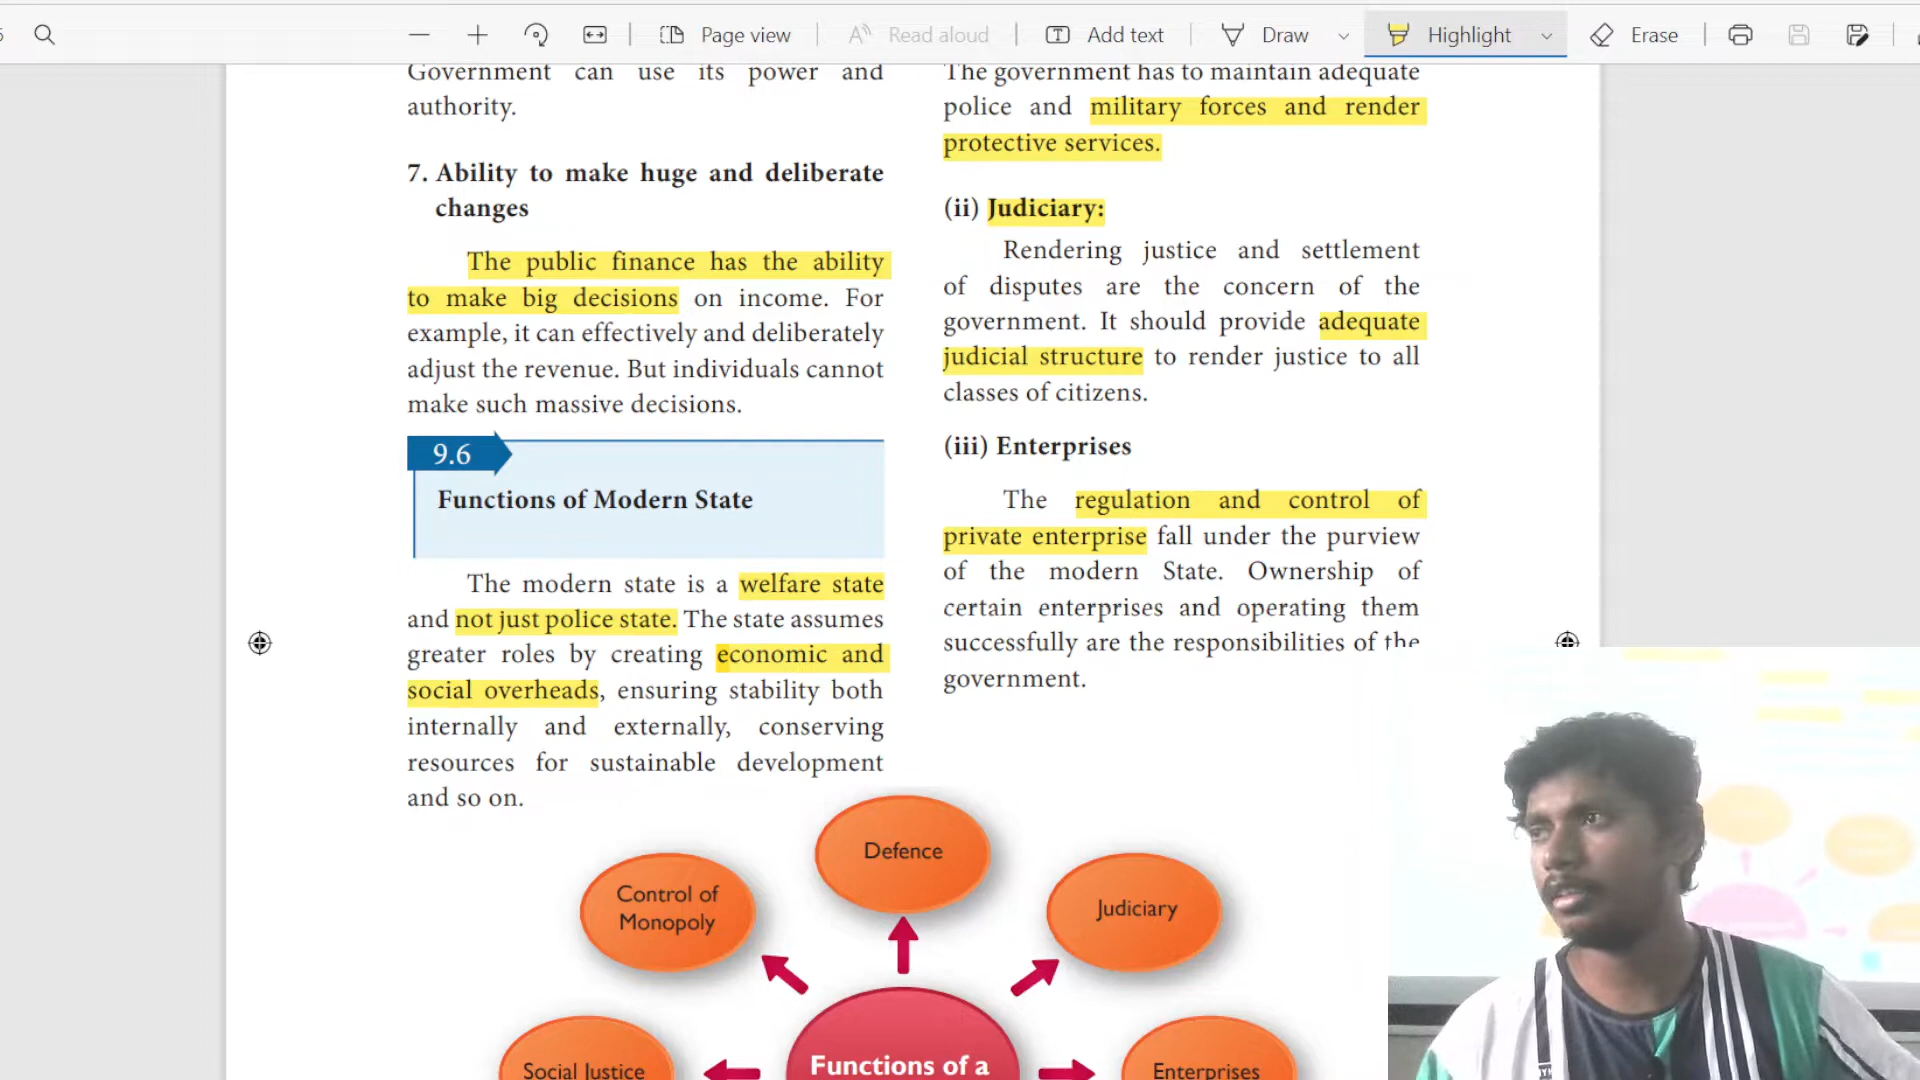 Page view
Read aloud
Add text
Draw
Highlight
Erase
Government can use its power and
authority.
7. Ability to make huge and deliberate
changes
The public finance has the ability
to make big decisions on income. For
example, it can effectively and deliberately
adjust the revenue. But individuals cannot
make such massive decisions.
9.6
Functions of Modern State
The modern state is a welfare state
and not just police state. The state assumes
greater roles by creating economic and
social overheads, ensuring stability both
internally and externally, conserving
resources for sustainable development
and so on.
The government has to maintain adequate
police and military forces and render
protective services.
(ii) Judiciary:
Rendering justice and settlement
of disputes are the concern of the
government. It should provide adequate
judicial structure to render justice to all
classes of citizens.
(iii) Enterprises
The regulation and control of
private enterprise fall under the purview
of the modern State. Ownership of
certain enterprises and operating them
successfully are the responsibilities of the
government.
Defence
Control of
Monopoly
Judiciary
Social Justice
Functions of a
Enterprises